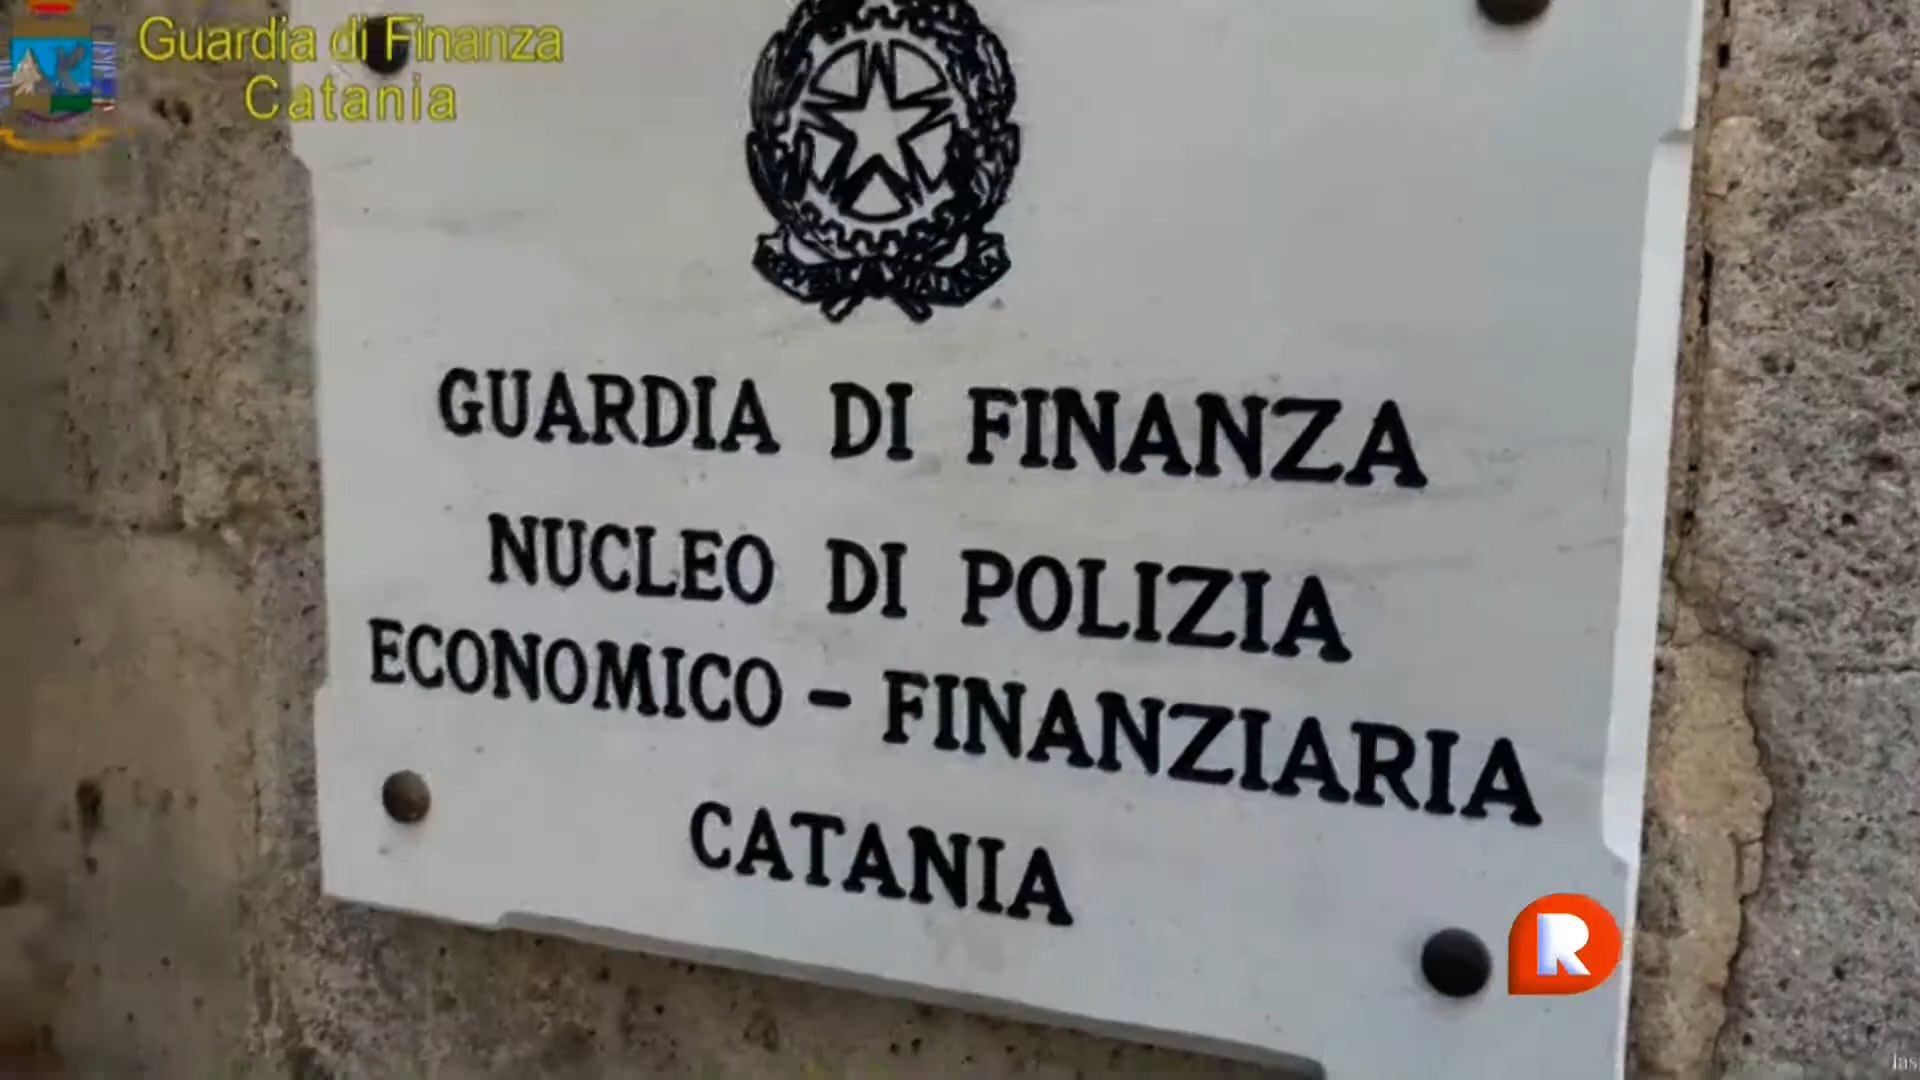 Guardia di Finanza
Catania
GUARDIA DI FINANZA
NUCLEO DI POLIZIA
ECONOMICO - FINANZIARIA
CATANIA
R